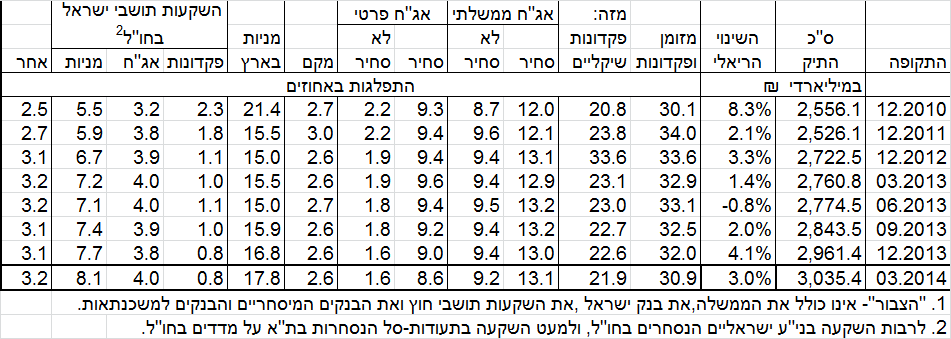 השקעות תושבי ישראל בחו"ל2 אג"ח פרטי אג"ח ממשלתי מזה:
מניות לא לא פקדונות מזומן השינוי ס"כ
אחר מניות אג"ח פקדונות בארץ מקם סחיר סחיר סחיר סחיר שיקליים ופקדונות הריאלי התיק התקופה
התפלגות באחוזים במיליארדי ₪
12.2010 2,556.1 8.3% 30.1 20.8 12.0 8.7 9.3 2.2 2.7 21.4 2.3 3.2 5.5 2.5
12.2011 2,526.1 2.1% 34.0 23.8 12.1 9.6 9.4 2.2 3.0 15.5 1.8 3.8 5.9 2.7
12.2012 2,722.5 3.3% 33.6 33.6 13.1 9.4 9.4 1.9 2.6 15.0 1.1 3.9 6.7 3.1
03.2013 2,760.8 1.4% 32.9 23.1 12.9 9.4 9.6 1.9 2.6 15.5 1.0 4.0 7.2 3.2
06.2013 2,774.5 -0.8% 33.1 23.0 13.2 9.5 9.4 1.8 2.7 15.0 1.1 4.0 7.1 3.2
09.2013 2,843.5 2.0% 32.5 22.7 13.2 9.4 9.2 1.8 2.6 15.9 1.0 3.9 7.4 3.1
12.2013 2,961.4 4.1% 32.0 22.6 13.0 9.4 9.0 1.6 2.6 16.8 0.8 3.8 7.7 3.1
03.2014 3,035.4 3.0% 30.9 21.9 13.1 9.2 8.6 1.6 2.6 17.8 0.8 4.0 8.1 3.2
1. "הצבור"- אינו כולל את הממשלה,את בנק ישראל ,את השקעות תושבי חוץ ואת הבנקים המיסחריים והבנקים למשכנתאות.
2. לרבות השקעה בני"ע ישראליים הנסחרים בחו"ל, ולמעט השקעה בתעודות-סל הנסחרות בת"א על מדדים בחו"ל.